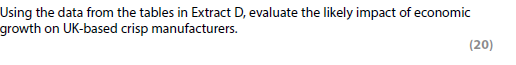 Using the data from the tables in Extract D, evaluate the likely impact of economic
growth on UK-based crisp manufacturers.
(20)